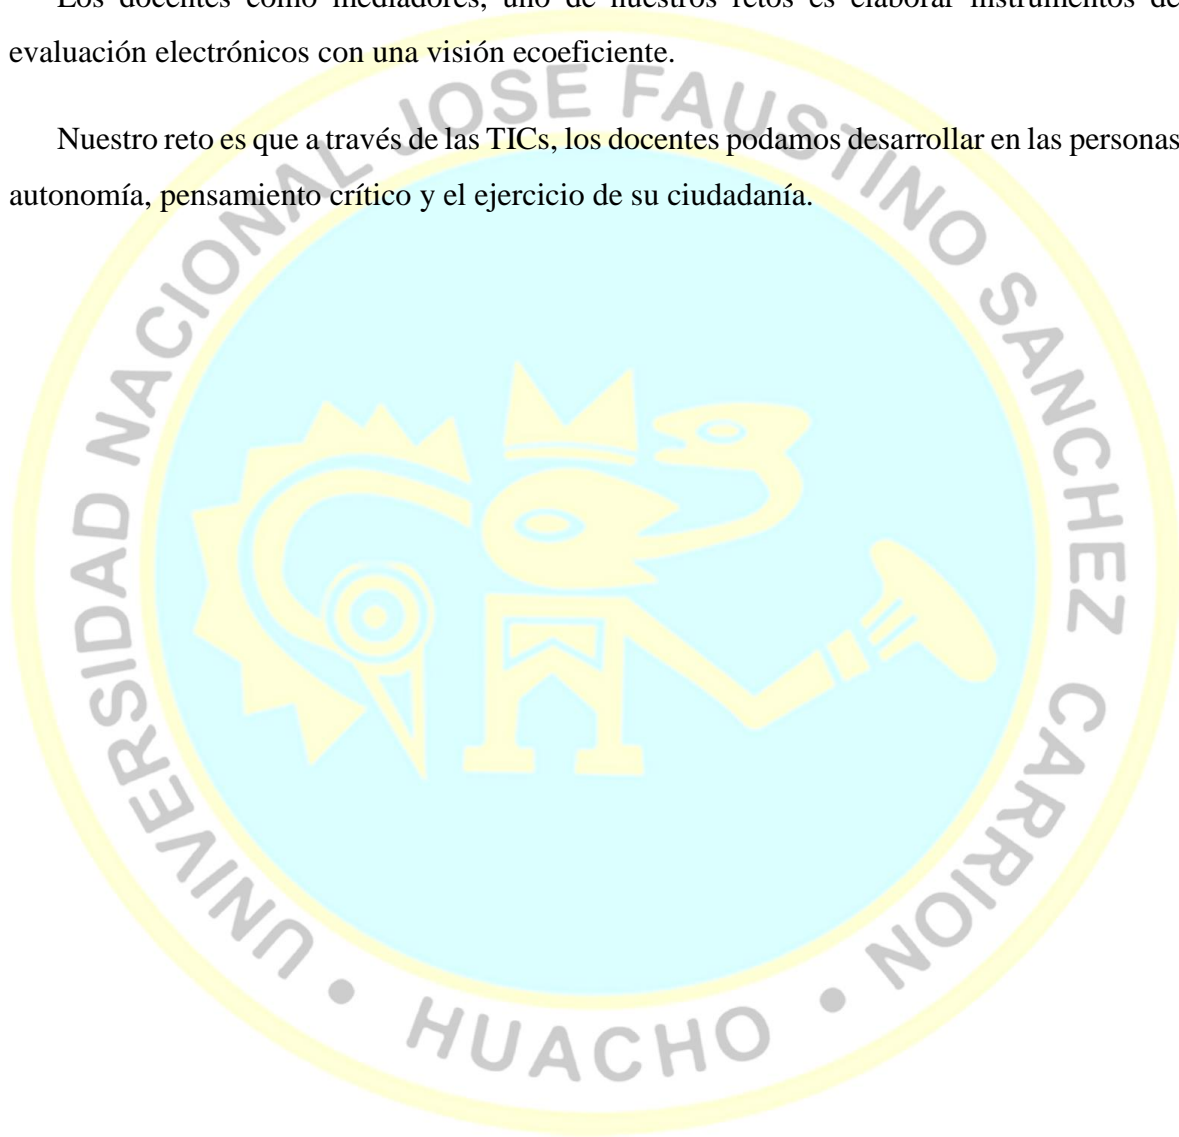 Los docentes como mediadores, uno de nuestros retos es elaborar instrumentos de
evaluación electrónicos con una visión ecoeficiente.
Nuestro reto es que a través de las TICs, los docentes podamos desarrollar en las personas
autonomía, pensamiento crítico y el ejercicio de su ciudadanía.
UNIVERSIDAD NACIONAL JOSE FAUSTINO SANCHEZ CARRION • HUACHO •